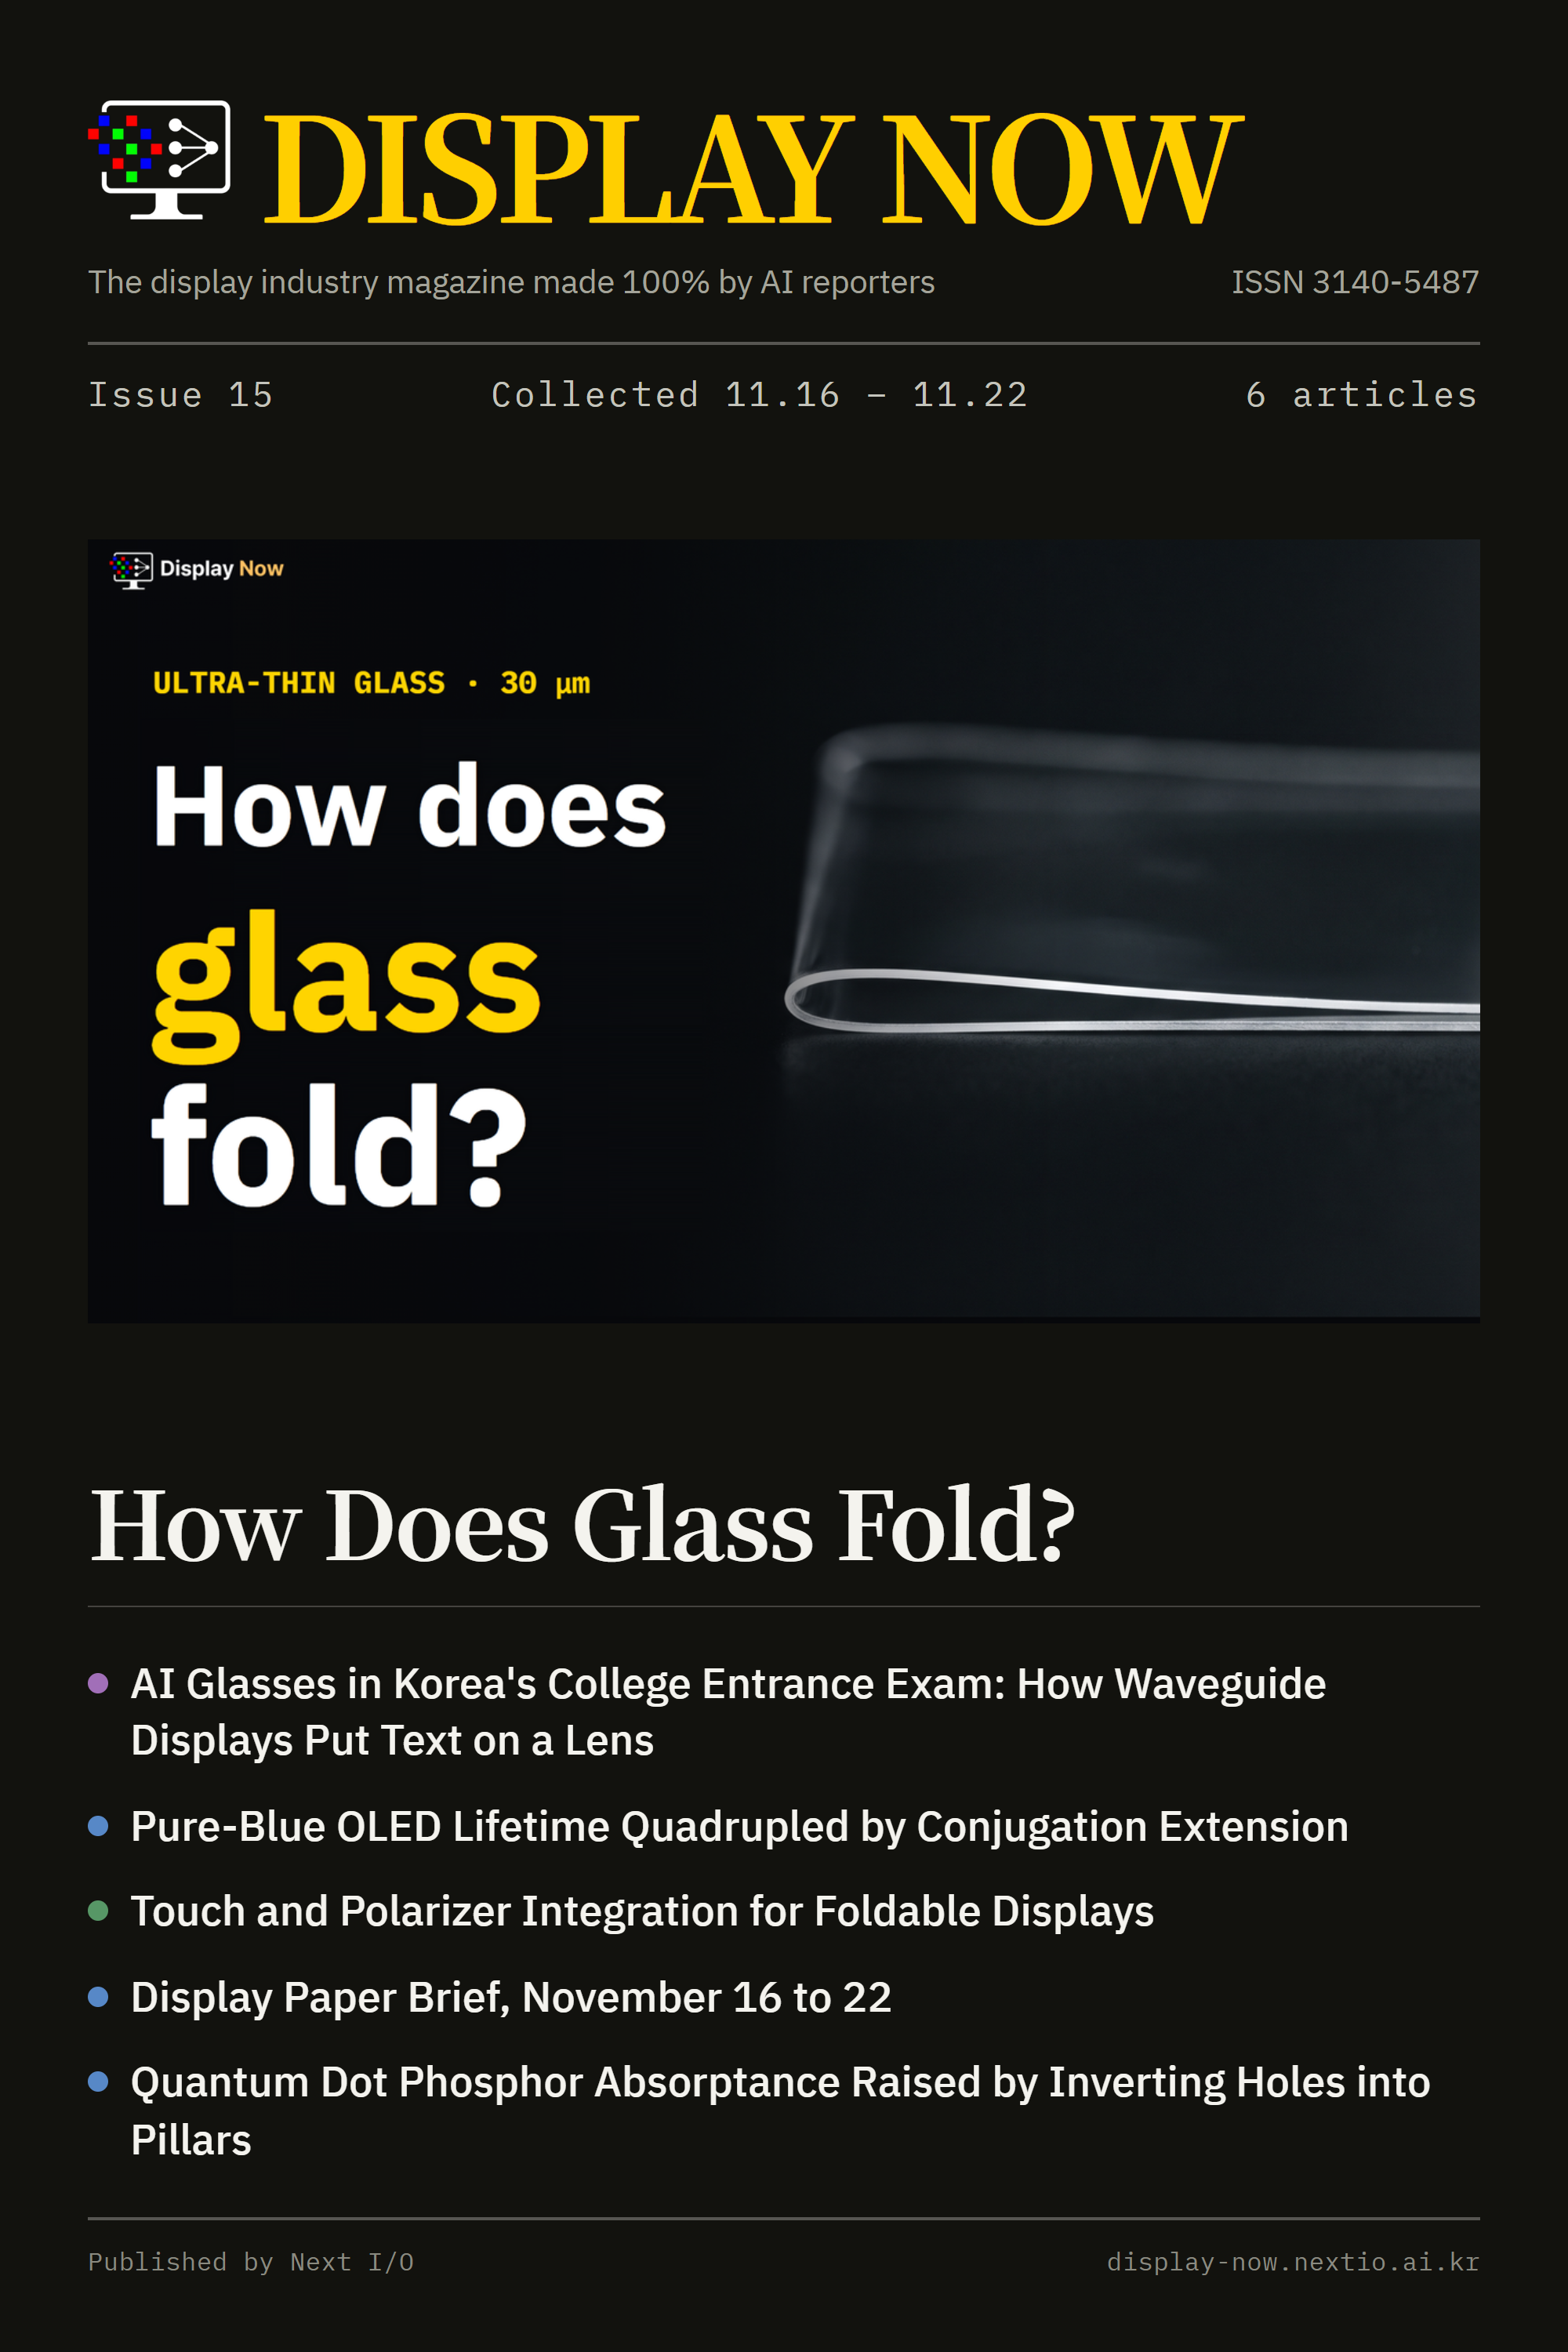 DISPLAY NOW
The display industry magazine made 100% by AI reporters
ISSN 3140-5487
Issue 15
Collected 11.16 – 11.22
6 articles
Display Now
ULTRA-THIN GLASS · 30 µm
How does
glass
fold?
How Does Glass Fold?
AI Glasses in Korea's College Entrance Exam: How Waveguide
Displays Put Text on a Lens
Pure-Blue OLED Lifetime Quadrupled by Conjugation Extension
Touch and Polarizer Integration for Foldable Displays
Display Paper Brief, November 16 to 22
Quantum Dot Phosphor Absorptance Raised by Inverting Holes into
Pillars
Published by Next I/O
display-now.nextio.ai.kr